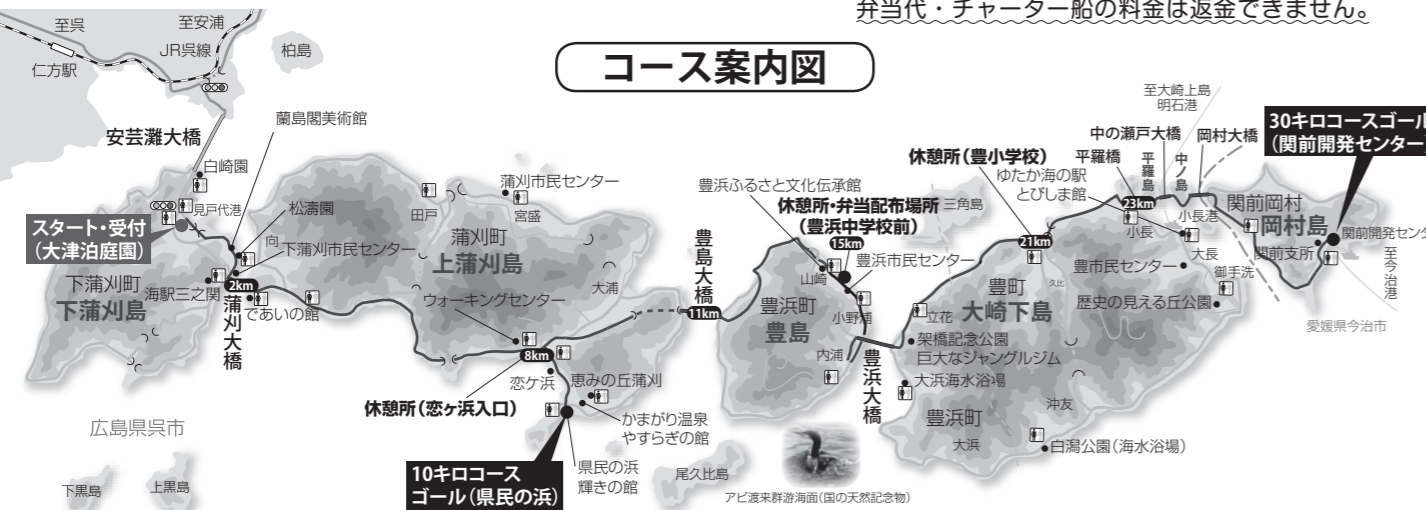 弁当代・チャーター船の料金は返金できません。
コース案内図
至呉
至安浦
JR呉線
仁方駅
柏島
安芸灘大橋
蘭島閣美術館
白崎園
見戸代港
スタート・受付
(大津泊庭園)
松濤園
向
下蒲刈市民センター
下蒲刈町
下蒲刈島
海駅三之関
2km
であいの館
蒲刈大橋
広島県呉市
下黒島
上黒島
田戸
蒲刈市民センター
宮盛
蒲刈町
上蒲刈島
大浦
ウォーキングセンター
8km
恋ケ浜
休憩所(恋ヶ浜入口)
恵みの丘蒲刈
かまがり温泉
やすらぎの館
10キロコース
ゴール(県民の浜)
県民の浜
輝きの館
尾久比島
豊島大橋
11km
豊浜ふるさと文化伝承館
休憩所・弁当配布場所
(豊浜中学校前)
15km
山崎
豊浜市民センター
豊浜町
豊島
小野浦
内浦
豊浜大橋
アビ渡来群游海面(国の天然記念物)
三角島
休憩所(豊小学校)
ゆたか海の駅
とびしま館
21km
立花
架橋記念公園
巨大なジャングルジム
大浜海水浴場
豊浜町
大浜
沖友
白潟公園(海水浴場)
久比
豊町
大崎下島
豊市民センター
歴史の見える丘公園
御手洗
大長
小長港
小長
23km
平羅橋
平羅島
中の瀬戸大橋
中ノ島
岡村大橋
至大崎上島
明石港
30キロコースゴール
(関前開発センター)
関前岡村
岡村島
関前支所
関前開発センタ
至今治港
愛媛県今治市